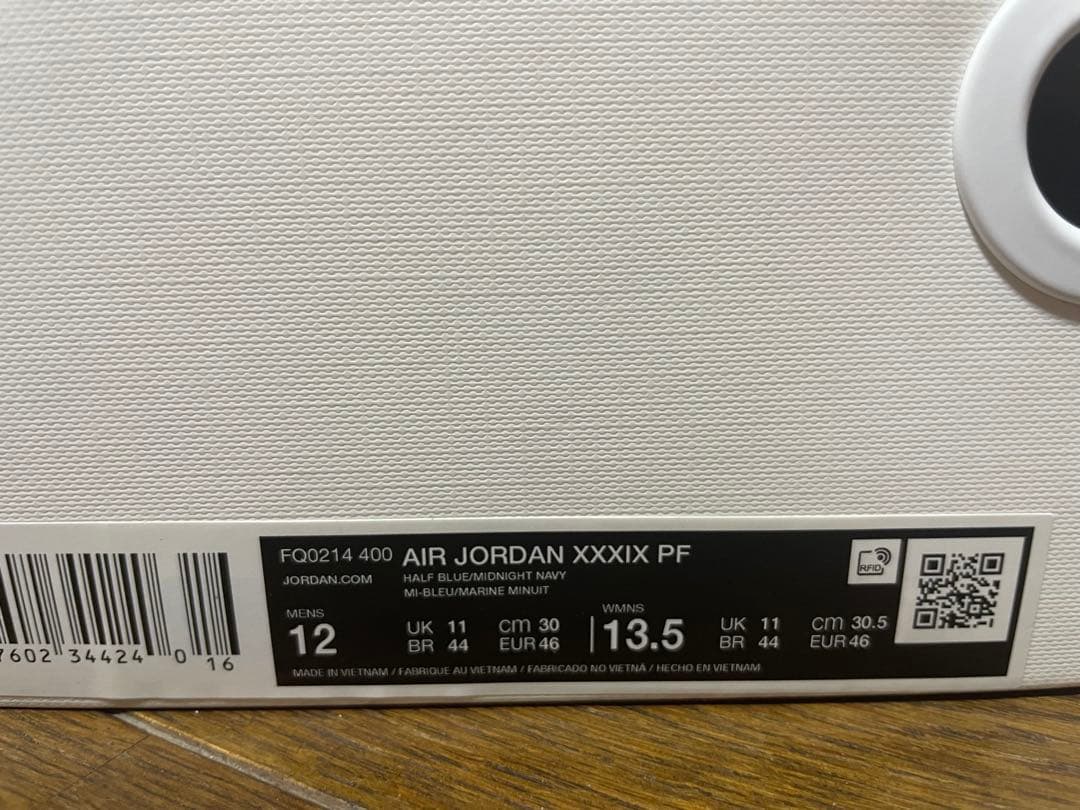 FQ0214 400 AIR JORDAN XXXIX PF
JORDAN.COM
HALF BLUE/MIDNIGHT NAVY
MI-BLEU/MARINE MINUIT
RFID
MENS
12
UK 11 CM 30
BR 44 EUR 46
WMNS
13.5
UK 11 CM 30.5
BR 44 EUR 46
MADE IN VIETNAM / FABRIQUE AU VIETNAM / FABRICADO NO VIETNÃ / HECHO EN VIETNAM
7602 34424 0 16